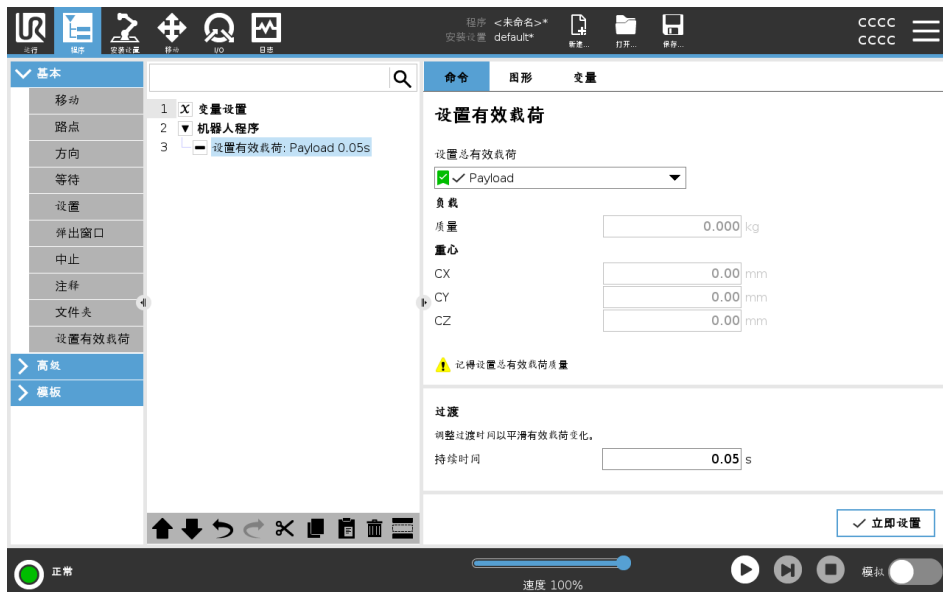 UR
运行
程序
安装设置
移动
I/O
日志
程序 <未命名>*
安装设置 default*
新建...
打开...
保存...
CCCC
CCCC
基本
移动
路点
方向
等待
设置
弹出窗口
中止
注释
文件夹
设置有效载荷
高级
模板
1 X 变量设置
2 机器人程序
3 设置有效载荷: Payload 0.05s
命令 图形 变量
设置有效载荷
设置总有效载荷
Payload
负载
质量 0.000 kg
重心
CX 0.00 mm
CY 0.00 mm
CZ 0.00 mm
记得设置总有效载荷质量
过渡
调整过渡时间以平滑有效载荷变化。
持续时间 0.05 s
立即设置
正常
速度 100%
模拟